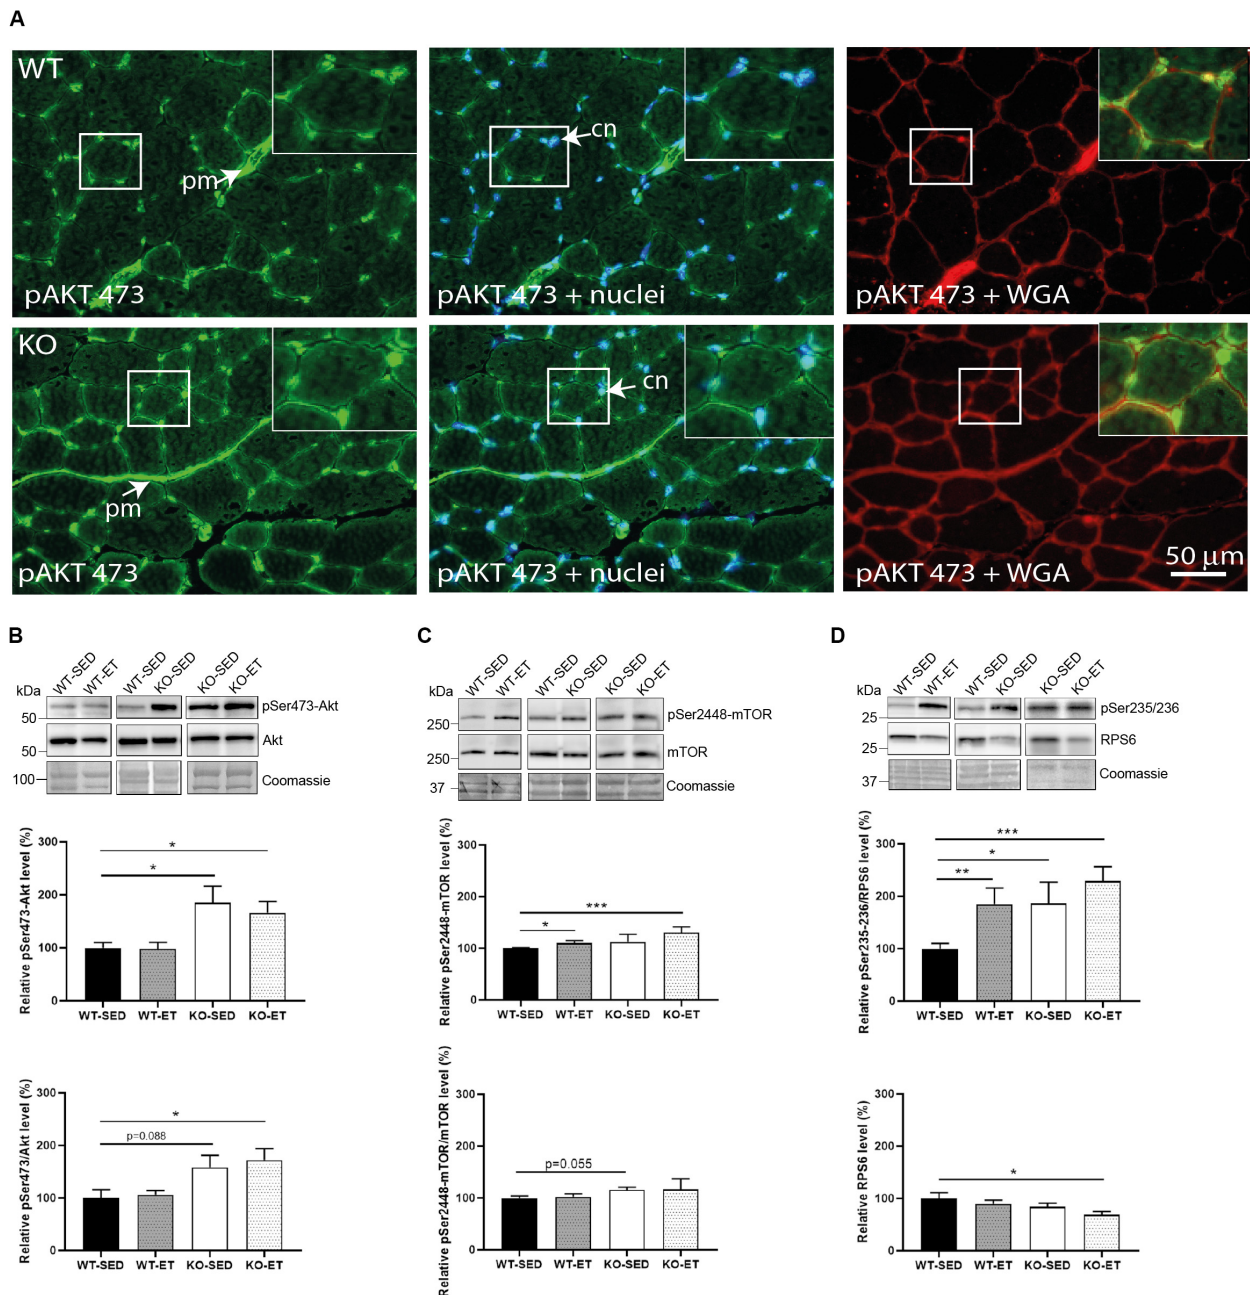 A
WT
pm
pAKT 473
cn
pAKT 473 + nuclei
pAKT 473 + WGA
KO
pm
pAKT 473
cn
pAKT 473 + nuclei
pAKT 473 + WGA
50 µm
B
WT-SED WT-ET WT-SED KO-SED KO-SED KO-ET
kDa
50
pSer473-Akt
50
Akt
100
Coomassie
Relative pSer473-Akt level (%)
300
200
100
0
*
*
WT-SED WT-ET KO-SED KO-ET
Relative pSer473/Akt level (%)
300
200
100
0
*
p=0.088
WT-SED WT-ET KO-SED KO-ET
C
WT-SED WT-ET WT-SED KO-SED KO-SED KO-ET
kDa
250
pSer2448-mTOR
250
mTOR
37
Coomassie
Relative pSer2448-mTOR level (%)
300
200
100
0
***
*
WT-SED WT-ET KO-SED KO-ET
Relative pSer2448-mTOR/mTOR level (%)
300
200
100
0
p=0.055
WT-SED WT-ET KO-SED KO-ET
D
WT-SED WT-ET WT-SED KO-SED KO-SED KO-ET
kDa
25
pSer235/236
25
RPS6
37
Coomassie
Relative pSer235-236/RPS6 level (%)
300
200
100
0
***
*
**
WT-SED WT-ET KO-SED KO-ET
Relative RPS6 level (%)
300
200
100
0
*
WT-SED WT-ET KO-SED KO-ET